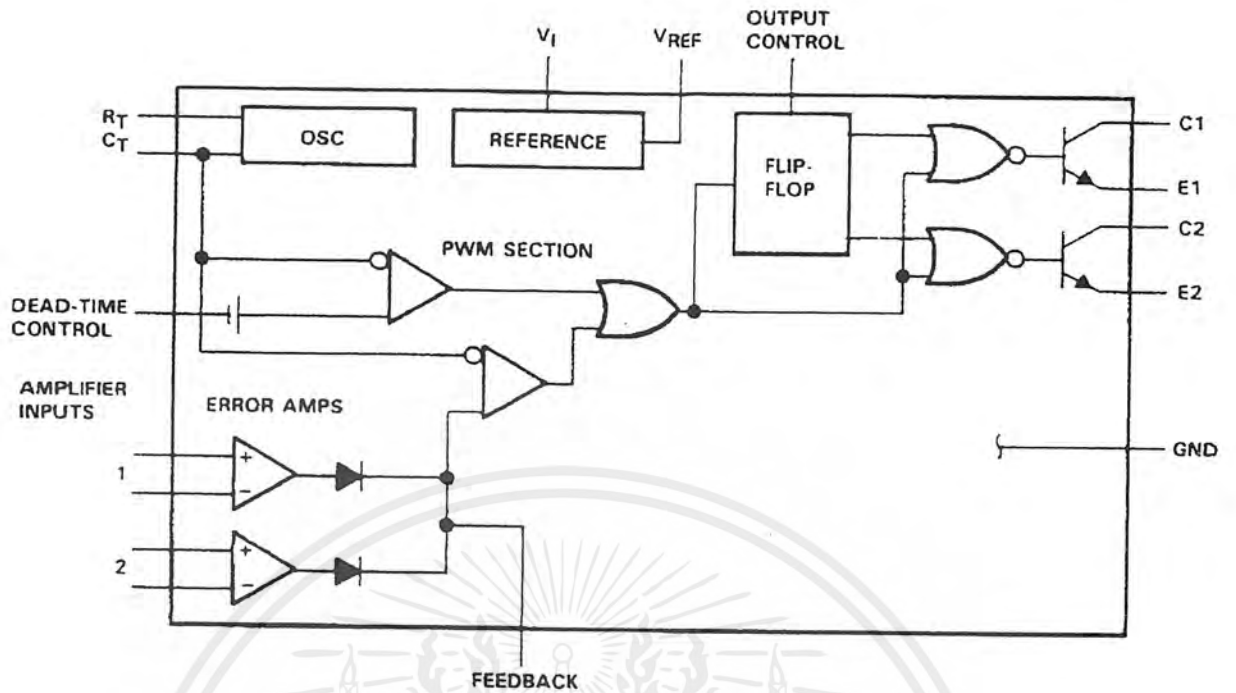 OUTPUT
CONTROL
VI
VREF
RT
CT
OSC
REFERENCE
FLIP-
FLOP
C1
E1
C2
E2
PWM SECTION
DEAD-TIME
CONTROL
AMPLIFIER
INPUTS
ERROR AMPS
1
+
−
2
+
−
GND
FEEDBACK